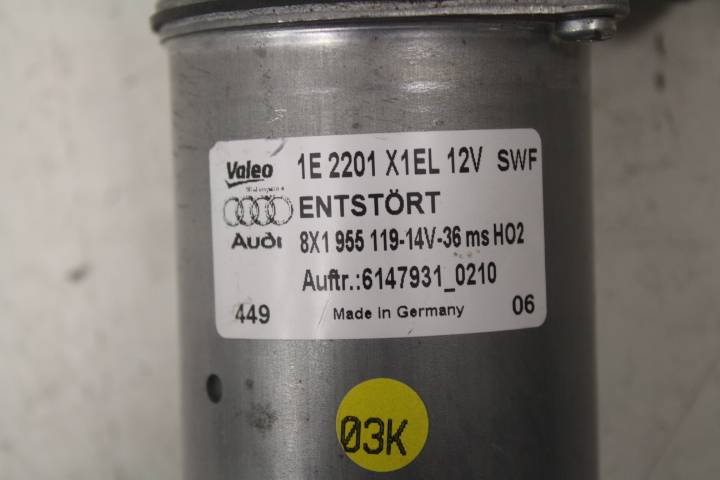 Valeo 1E 2201 X1EL 12V SWF
ENTSTÖRT
Audi 8X1 955 119-14V-36 ms HO2
Auftr.:6147931_0210
449 Made in Germany 06
03K